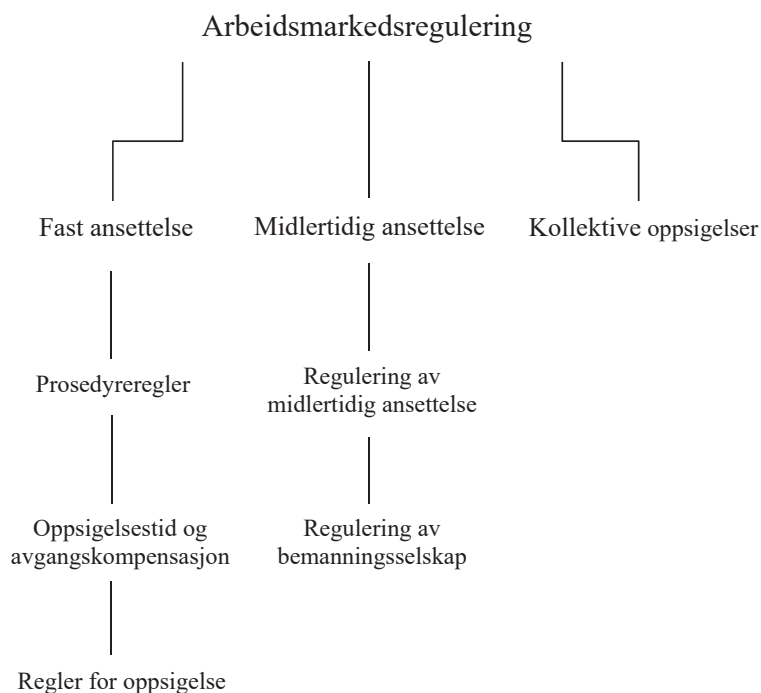 Arbeidsmarkedsregulering
Fast ansettelse
Midlertidig ansettelse
Kollektive oppsigelser
Prosedyreregler
Regulering av
midlertidig ansettelse
Oppsigelsestid og
avgangskompensasjon
Regulering av
bemanningsselskap
Regler for oppsigelse